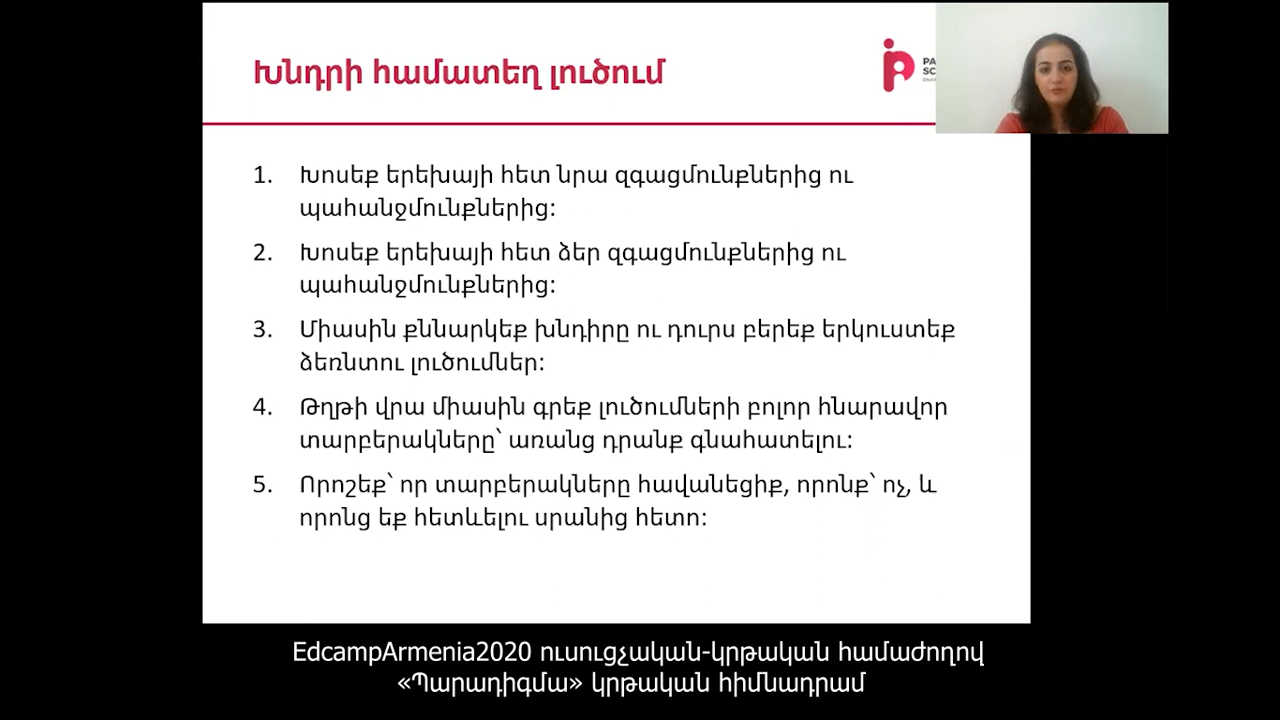 Խնդրի համատեղ լուծում
PA
SC
1. Խոսեք երեխայի հետ նրա զգացմունքներից ու
պահանջմունքներից:
2. Խոսեք երեխայի հետ ձեր զգացմունքներից ու
պահանջմունքներից:
3. Միասին քննարկեք խնդիրը ու դուրս բերեք երկուստեք
ձեռնտու լուծումներ:
4. Թղթի վրա միասին գրեք լուծումների բոլոր հնարավոր
տարբերակները՝ առանց դրանք գնահատելու:
5. Որոշեք՝ որ տարբերակները հավանեցիք, որոնք՝ ոչ, և
որոնց եք հետևելու սրանից հետո:
EdcampArmenia2020 ուսուցչական-կրթական համաժողով
«Պարադիգմա» կրթական հիմնադրամ